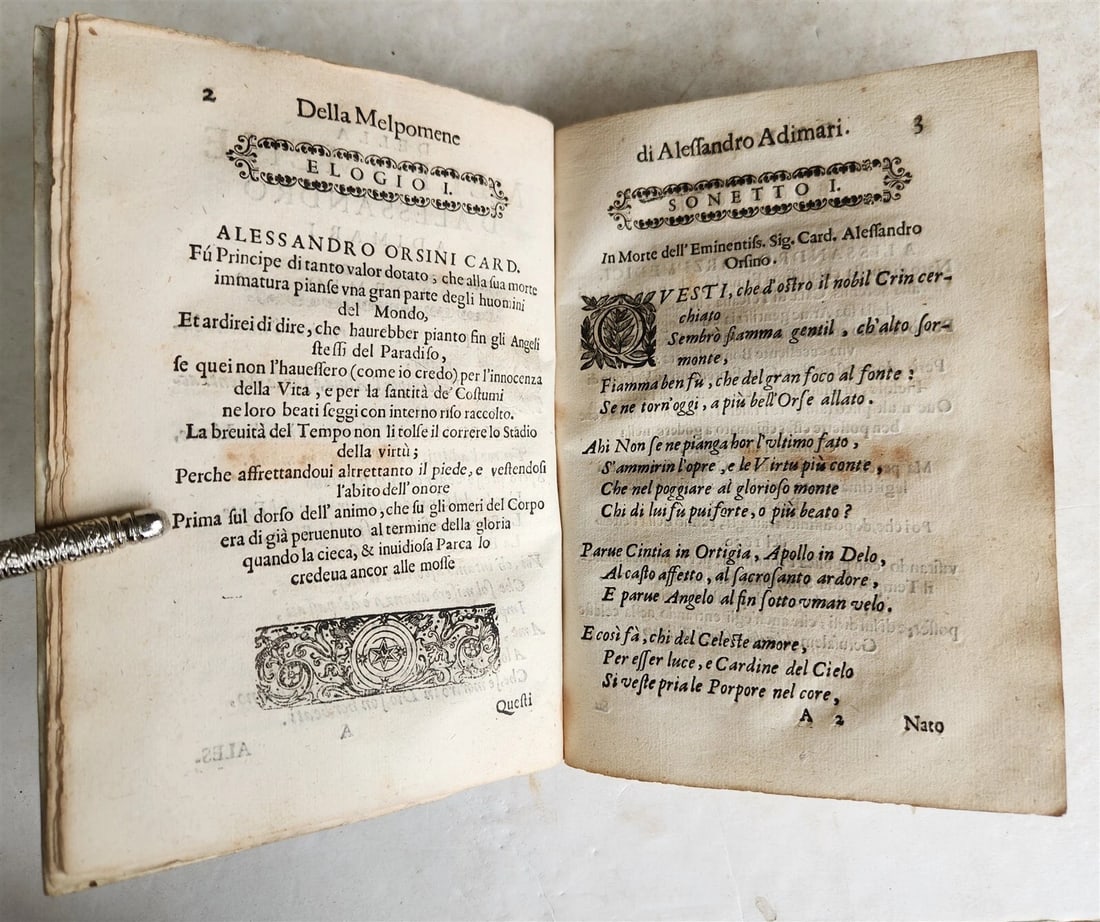 2
Della Melpomene
ELOGIO I.
ALESSANDRO ORSINI CARD.
Fú Principe di tanto valor dotato, che alla sua morte
immatura pianſe vna gran parte degli huomini
del Mondo,
Et ardirei di dire, che haurebber pianto fin gli Angeli
ſteſſi del Paradiſo,
ſe quei non l'haueſſero (come io credo) per l'innocenza
della Vita, e per la ſantità de' Coſtumi
ne loro beati ſeggi con interno riſo raccolto.
La breuità del Tempo non li tolſe il correre lo Stadio
della virtù;
Perche affrettandoui altrettanto il piede, e veſtendoſi
l'abito dell'onore
Prima ſul dorſo dell'animo, che ſu gli omeri del Corpo
era di già peruenuto al termine della gloria
quando la cieca, & inuidioſa Parca lo
credeua ancor alle moſſe
Queſti
3
di Aleſſandro Adimari.
SONETTO I.
In Morte dell'Eminentiſſ. Sig. Card. Aleſſandro
Orſino.
QVESTI, che d'oſtro il nobil Crin cer-
chiato
Sembrò fiamma gentil, ch'alto ſor-
monte,
Fiamma ben fù, che del gran foco al fonte:
Se ne torn'oggi, a più bell'Orſe allato.
Ahi Non ſe ne pianga hor l'vltimo fato,
S'ammirin l'opre, e le Virtù più conte,
Che nel poggiare al glorioſo monte
Chi di lui fù pui forte, o più beato?
Parue Cintia in Ortigia, Apollo in Delo,
Al caſto affetto, al ſacroſanto ardore,
E parue Angelo al fin ſotto vman velo.
E così fà, chi del Celeſte amore,
Per eſſer luce, e Cardine del Cielo
Si veſte pria le Porpore nel core,
A 2
Nato